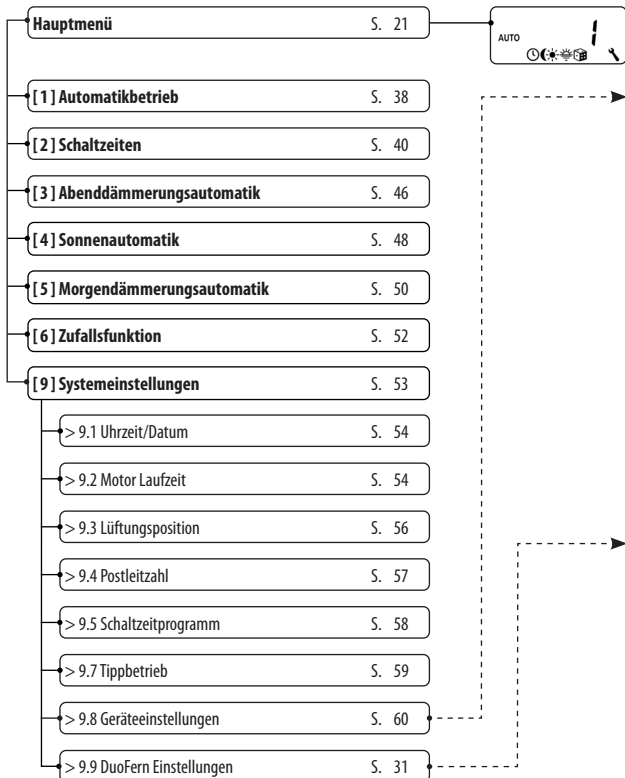 Hauptmenü S. 21
AUTO 1
[ 1 ] Automatikbetrieb S. 38
[ 2 ] Schaltzeiten S. 40
[ 3 ] Abenddämmerungsautomatik S. 46
[ 4 ] Sonnenautomatik S. 48
[ 5 ] Morgendämmerungsautomatik S. 50
[ 6 ] Zufallsfunktion S. 52
[ 9 ] Systemeinstellungen S. 53
> 9.1 Uhrzeit/Datum S. 54
> 9.2 Motor Laufzeit S. 54
> 9.3 Lüftungsposition S. 56
> 9.4 Postleitzahl S. 57
> 9.5 Schaltzeitprogramm S. 58
> 9.7 Tippbetrieb S. 59
> 9.8 Geräteeinstellungen S. 60
> 9.9 DuoFern Einstellungen S. 31